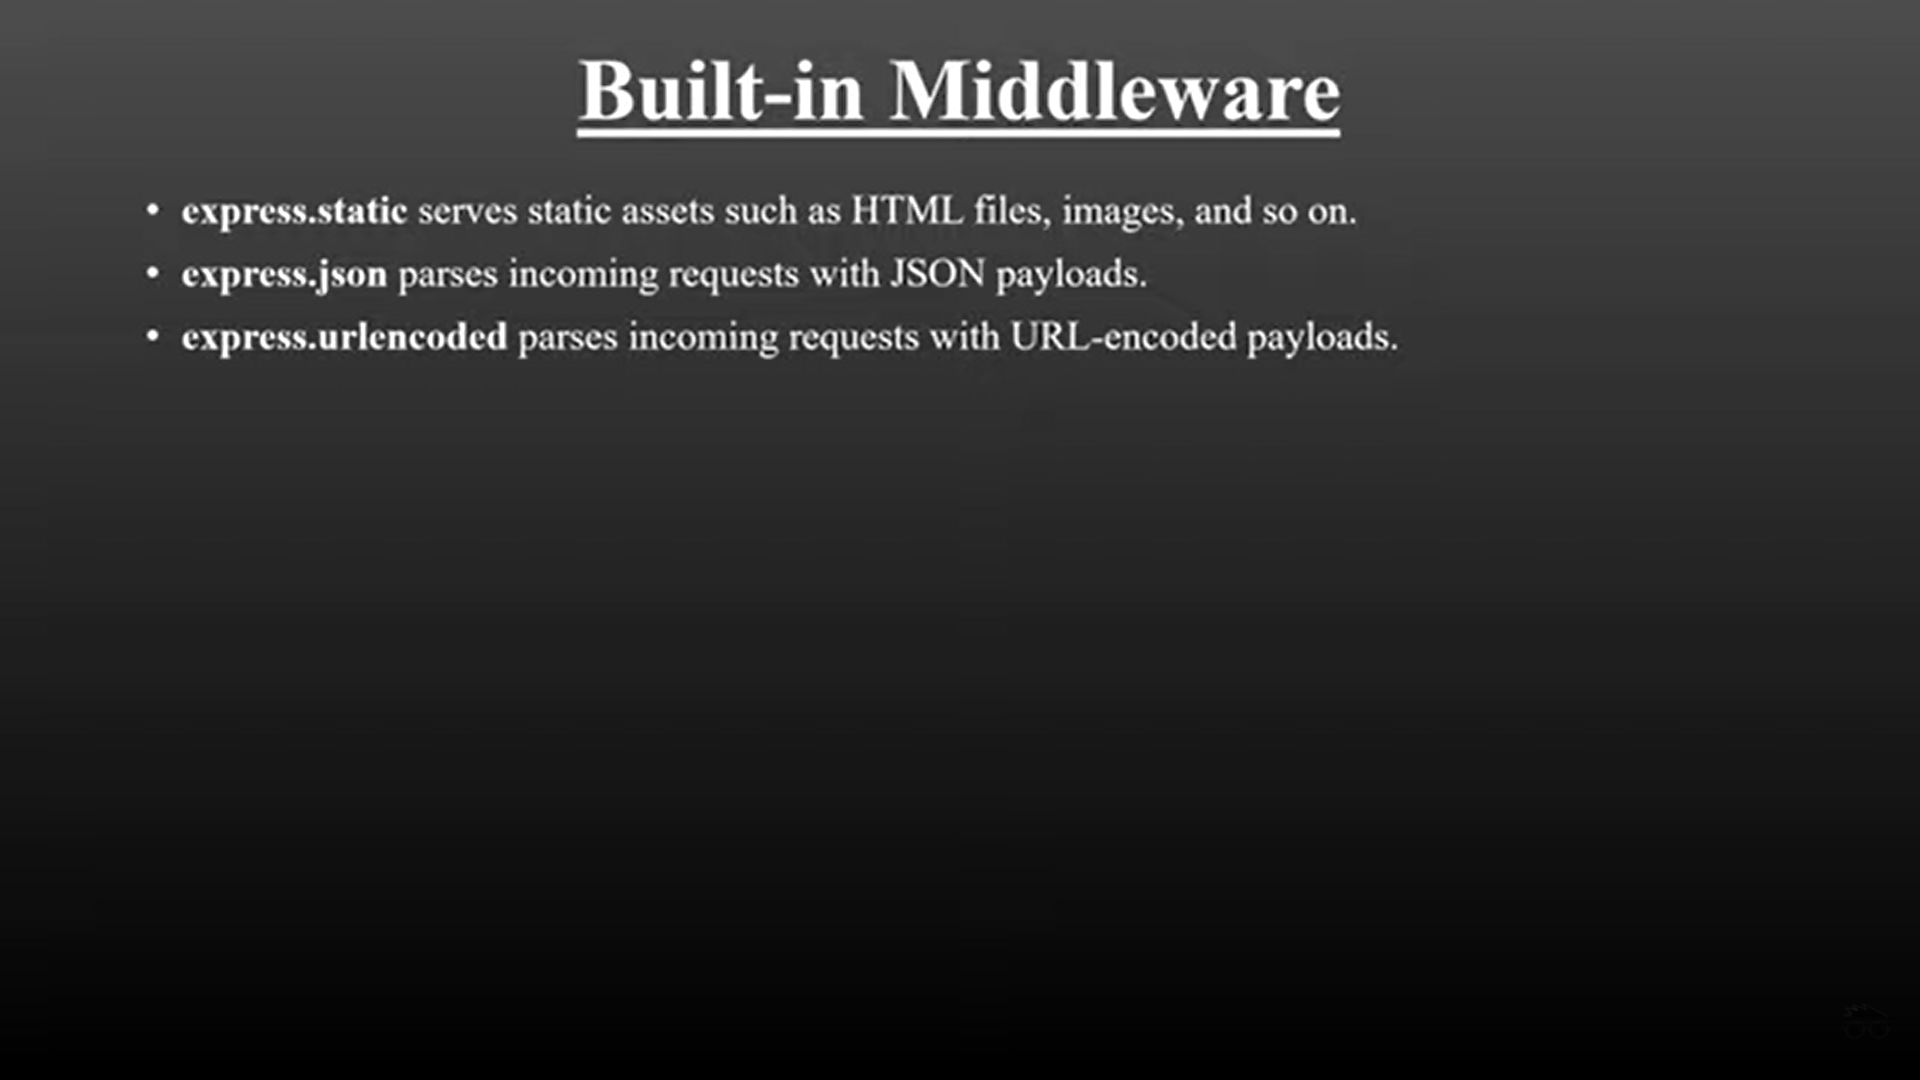 Built-in Middleware
• express.static serves static assets such as HTML files, images, and so on.
• express.json parses incoming requests with JSON payloads.
• express.urlencoded parses incoming requests with URL-encoded payloads.